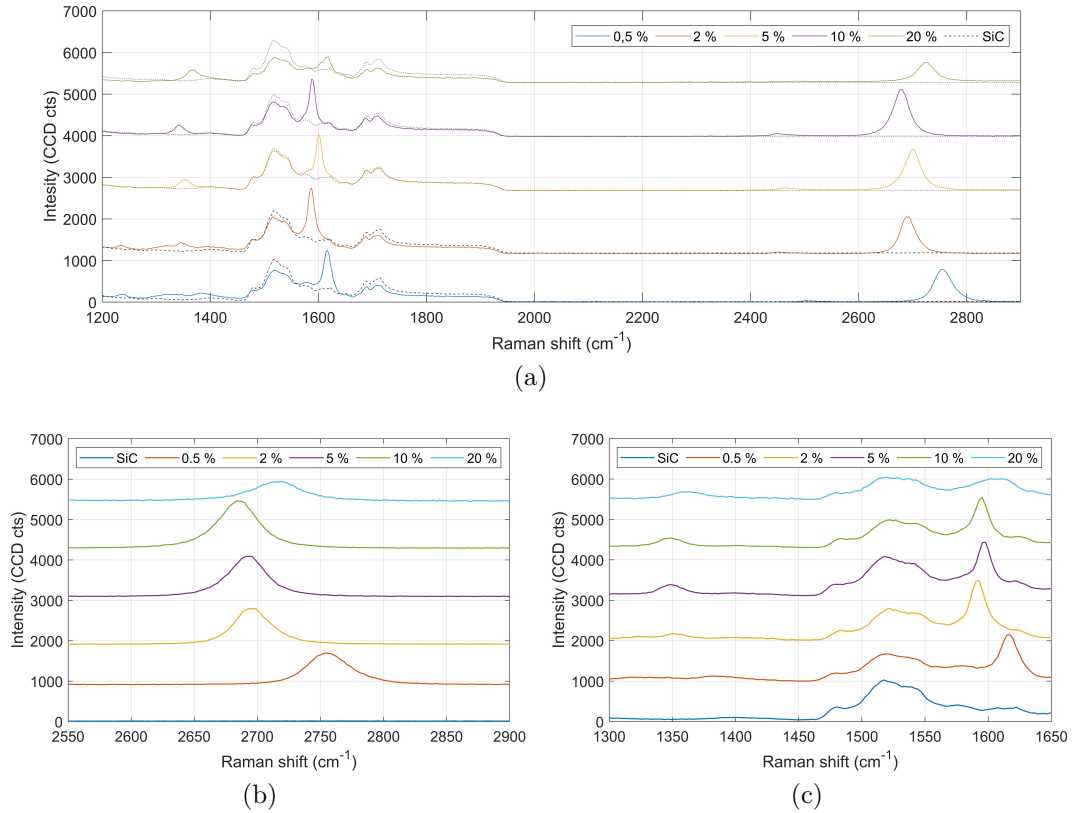 7000
6000
5000
4000
3000
2000
1000
0
Intesity (CCD cts)
0,5 % 2 % 5 % 10 % 20 % SiC
1200 1400 1600 1800 2000 2200 2400 2600 2800
Raman shift (cm-1)
(a)
7000
6000
5000
4000
3000
2000
1000
0
Intensity (CCD cts)
SiC 0.5 % 2 % 5 % 10 % 20 %
2550 2600 2650 2700 2750 2800 2850 2900
Raman shift (cm-1)
(b)
7000
6000
5000
4000
3000
2000
1000
0
Intensity (CCD cts)
SiC 0.5 % 2 % 5 % 10 % 20 %
1300 1350 1400 1450 1500 1550 1600 1650
Raman shift (cm-1)
(c)